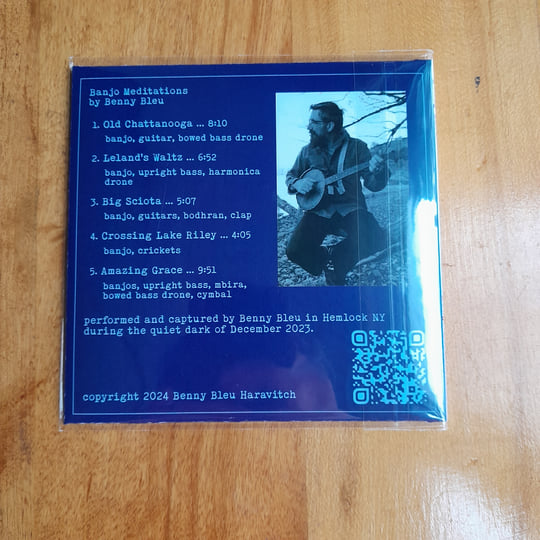 Banjo Meditations
by Benny Bleu
1. Old Chattanooga ... 8:10
banjo, guitar, bowed bass drone
2. Leland's Waltz ... 6:52
banjo, upright bass, harmonica
drone
3. Big Sciota ... 5:07
banjo, guitars, bodhran, clap
4. Crossing Lake Riley ... 4:05
banjo, crickets
5. Amazing Grace ... 9:51
banjos, upright bass, mbira,
bowed bass drone, cymbal
performed and captured by Benny Bleu in Hemlock NY
during the quiet dark of December 2023.
copyright 2024 Benny Bleu Haravitch